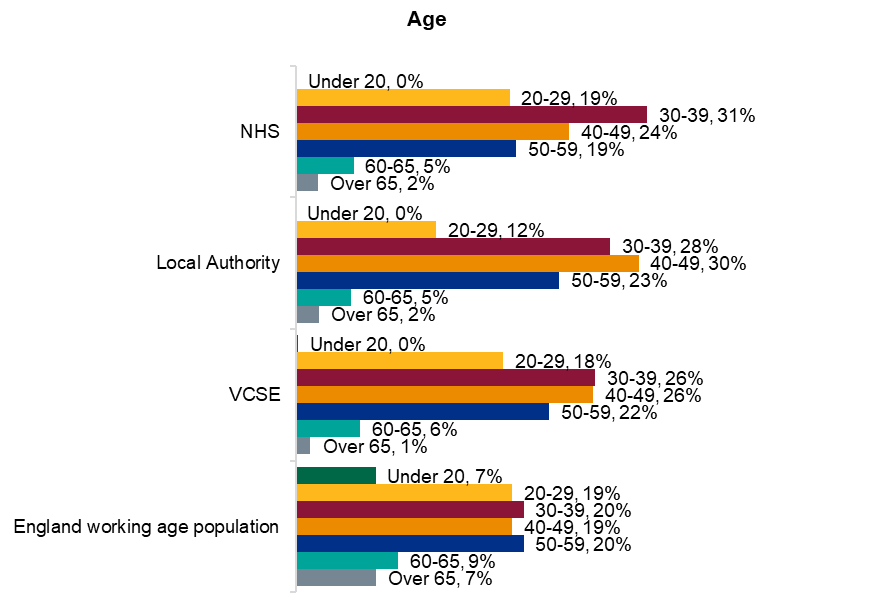 Age
NHS
Under 20, 0%
20-29, 19%
30-39, 31%
40-49, 24%
50-59, 19%
60-65, 5%
Over 65, 2%
Local Authority
Under 20, 0%
20-29, 12%
30-39, 28%
40-49, 30%
50-59, 23%
60-65, 5%
Over 65, 2%
VCSE
Under 20, 0%
20-29, 18%
30-39, 26%
40-49, 26%
50-59, 22%
60-65, 6%
Over 65, 1%
England working age population
Under 20, 7%
20-29, 19%
30-39, 20%
40-49, 19%
50-59, 20%
60-65, 9%
Over 65, 7%